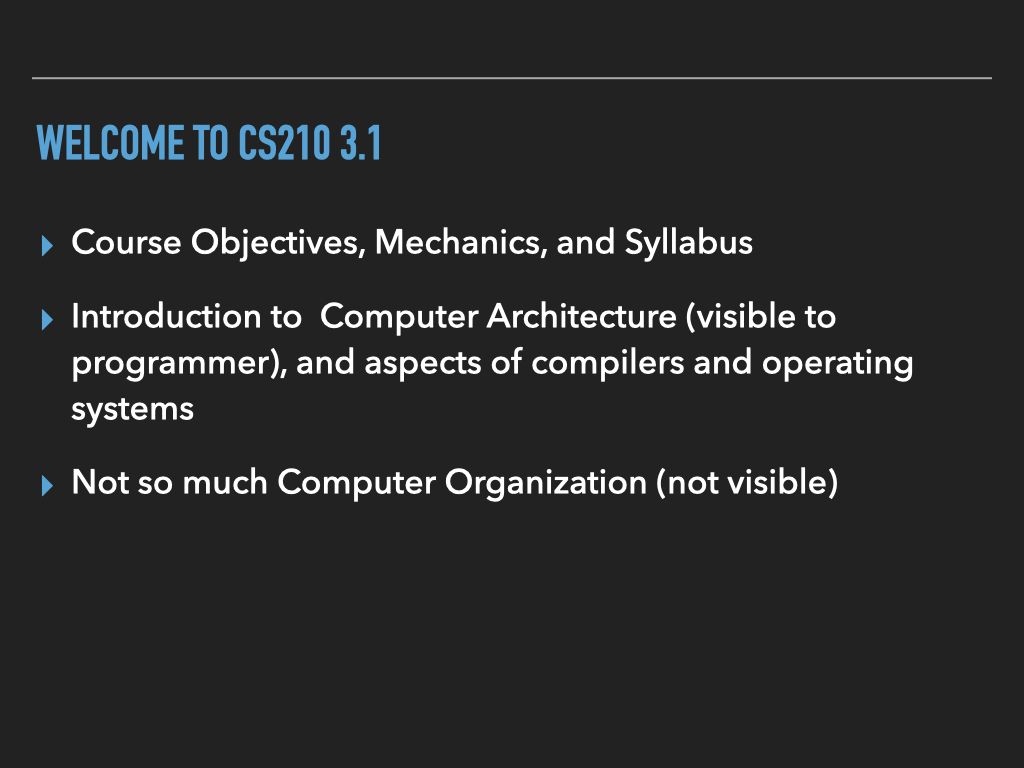 WELCOME TO CS210 3.1
Course Objectives, Mechanics, and Syllabus
Introduction to  Computer Architecture (visible to
programmer), and aspects of compilers and operating
systems
Not so much Computer Organization (not visible)